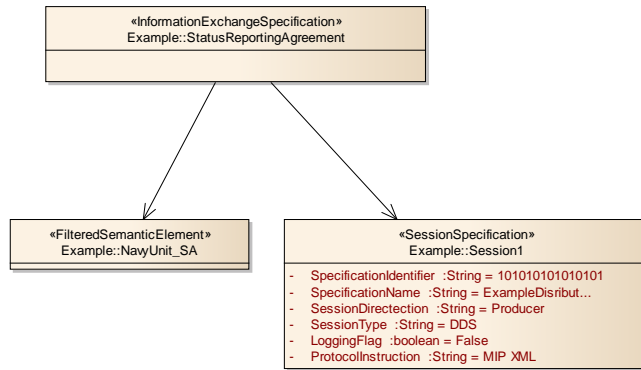 «InformationExchangeSpecification»
Example::StatusReportingAgreement
«FilteredSemanticElement»
Example::NavyUnit_SA
«SessionSpecification»
Example::Session1
- SpecificationIdentifier :String = 101010101010101
- SpecificationName :String = ExampleDisribut...
- SessionDirectection :String = Producer
- SessionType :String = DDS
- LoggingFlag :boolean = False
- ProtocolInstruction :String = MIP XML